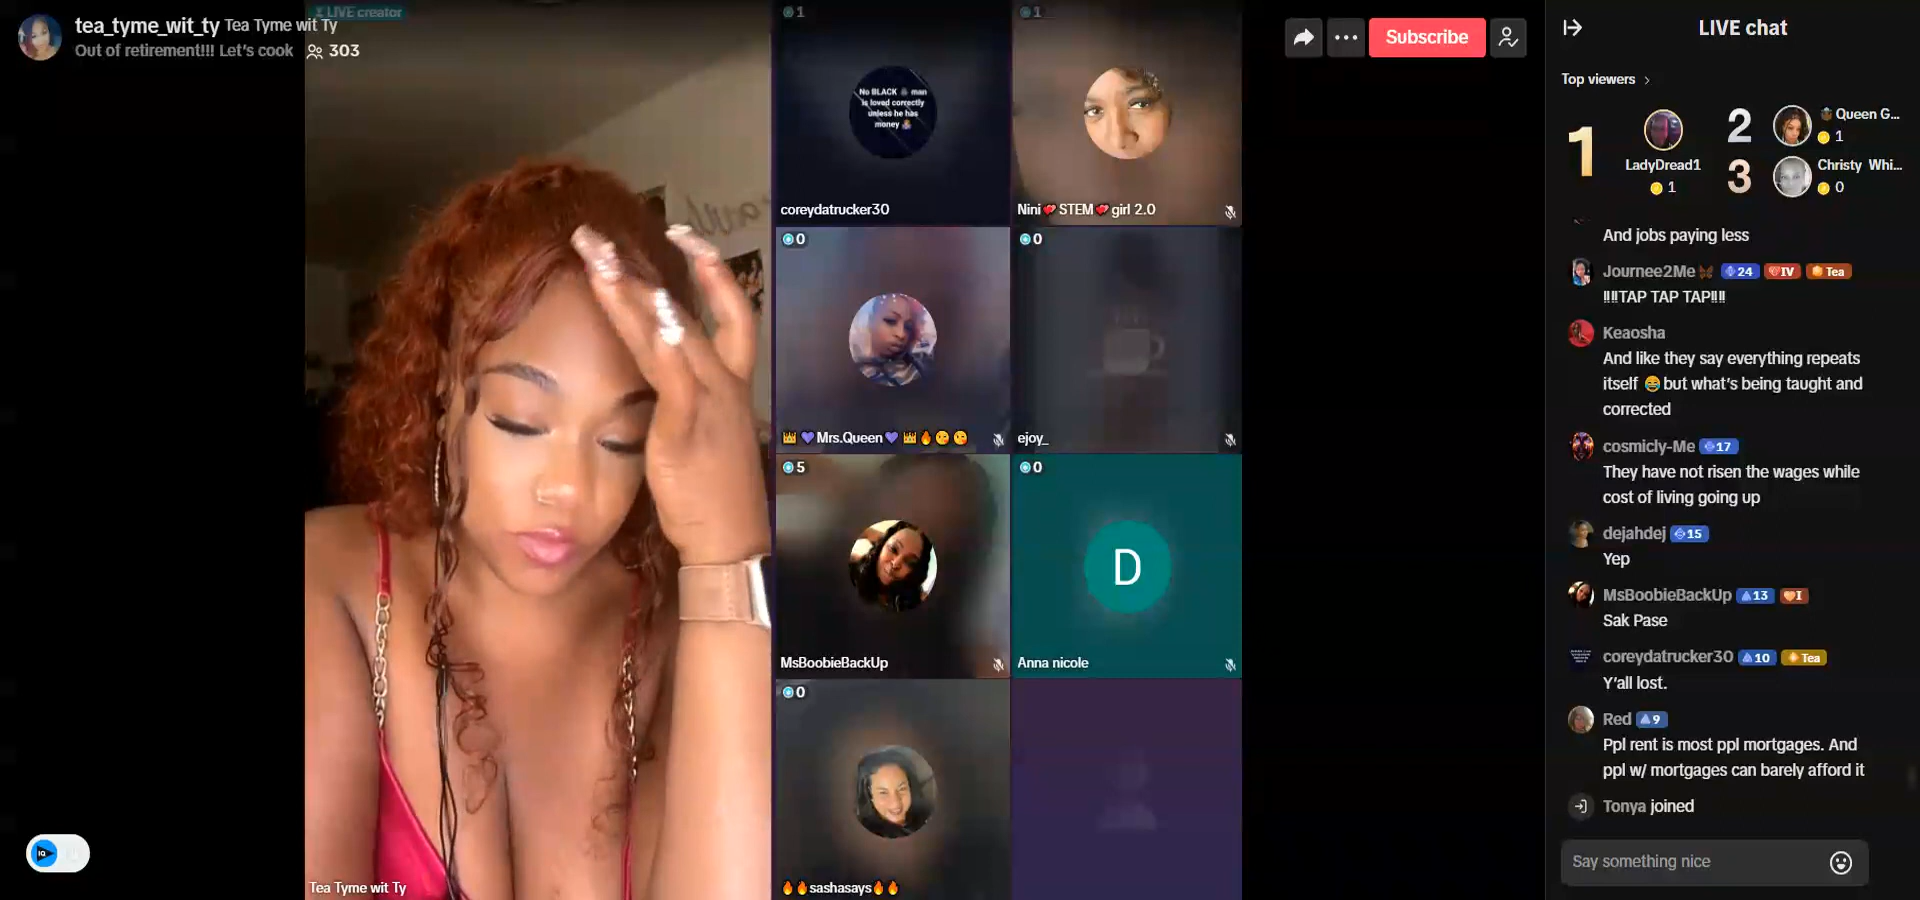 tea_tyme_wit_ty Tea Tyme wit Ty
Out of retirement!!! Let's cook
303
LIVE creator
Tea Tyme wit Ty
1
No BLACK man
is loved correctly
unless he has
money
coreydatrucker30
1
Nini❤️STEM❤️girl 2.0
0
👑💜Mrs.Queen💜👑🔥😘😘
0
ejoy_
5
MsBoobieBackUp
0
D
Anna nicole
0
🔥🔥sashasays🔥🔥
Subscribe
LIVE chat
Top viewers >
1
LadyDread1
1
2
Queen G...
1
3
Christy Whi...
0
And jobs paying less
Journee2Me 24 IV Tea
!!!!TAP TAP TAP!!!!
Keaosha
And like they say everything repeats
itself 😂but what's being taught and
corrected
cosmicly-Me 17
They have not risen the wages while
cost of living going up
dejahdej 15
Yep
MsBoobieBackUp 13 I
Sak Pase
coreydatrucker30 10 Tea
Y'all lost.
Red 9
Ppl rent is most ppl mortgages. And
ppl w/ mortgages can barely afford it
Tonya joined
Say something nice